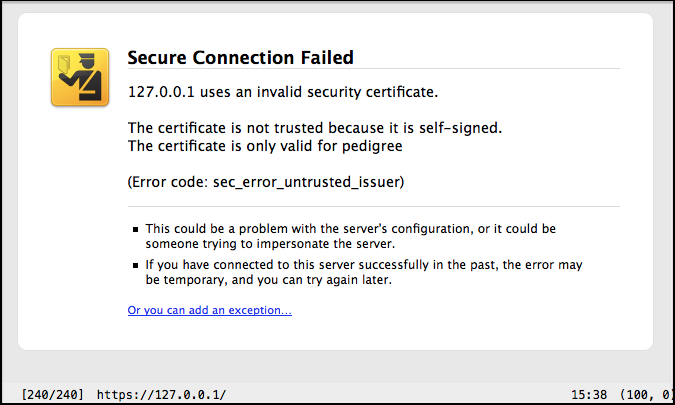 Secure Connection Failed
127.0.0.1 uses an invalid security certificate.
The certificate is not trusted because it is self-signed.
The certificate is only valid for pedigree
(Error code: sec_error_untrusted_issuer)
This could be a problem with the server's configuration, or it could be
someone trying to impersonate the server.
If you have connected to this server successfully in the past, the error may
be temporary, and you can try again later.
Or you can add an exception...
[240/240] https://127.0.0.1/ 15:38 (100, 0)